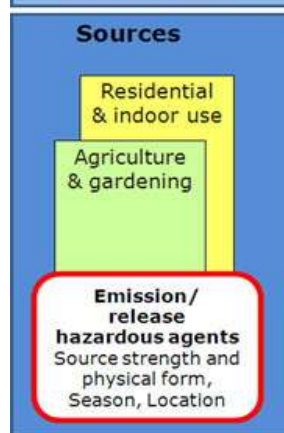 Sources
Residential
& indoor use
Agriculture
& gardening
Emission/
release
hazardous agents
Source strength and
physical form,
Season, Location